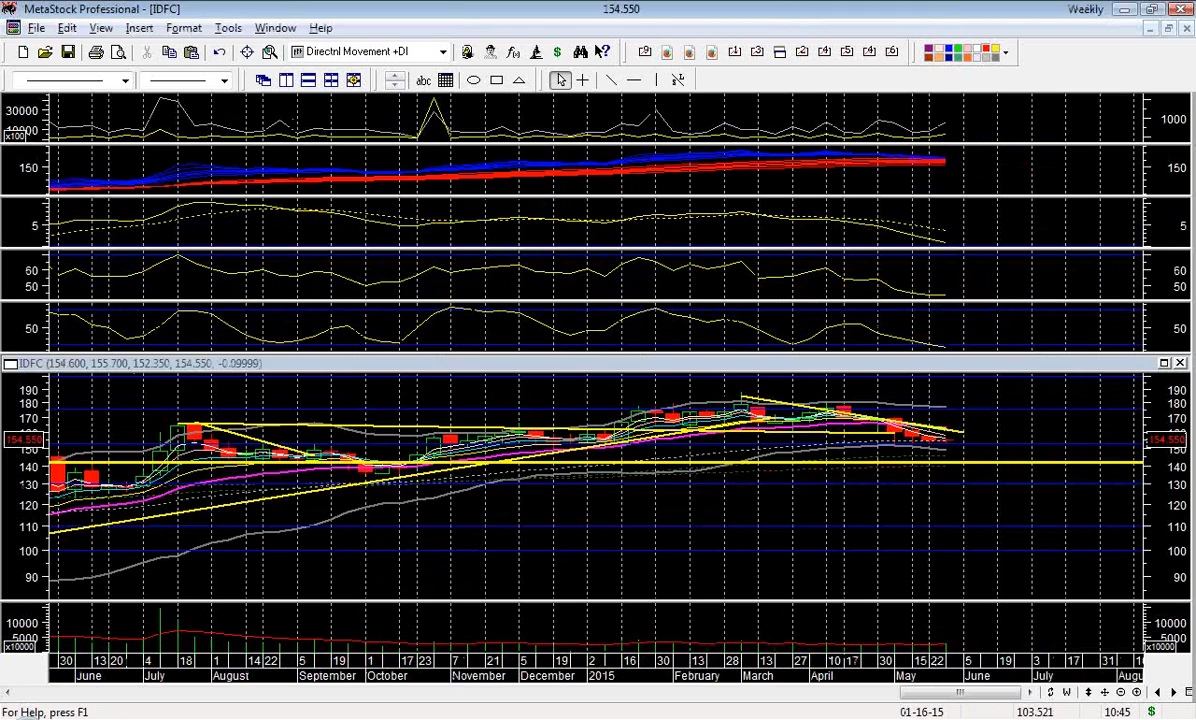 MetaStock Professional - [IDFC] 154.550 Weekly
File Edit View Insert Format Tools Window Help
Directnl Movement +DI
abc
30000 1000
10000
x100
150 150
5 5
60 60
50 50
50 50
IDFC (154.600, 155.700, 152.350, 154.550, -0.09999)
190 190
180 180
170 170
154.550 154.550
150 150
140 140
130 130
120 120
110 110
100 100
90 90
10000 10000
5000 5000
x10000 x10000
30 13 20 4 18 1 14 22 5 19 1 17 23 7 21 5 19 2 16 30 13 28 13 27 10 17 30 15 22 5 19 3 17 31 1
June July August September October November December 2015 February March April May June July Augu
For Help, press F1 01-16-15 103.521 10:45